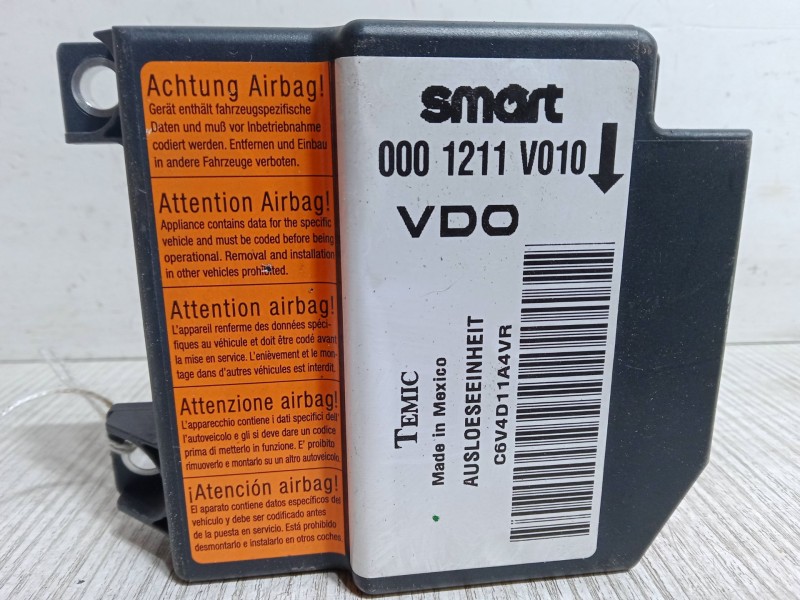 Achtung Airbag!
Gerät enthält fahrzeugspezifische
Daten und muß vor Inbetriebnahme
codiert werden. Entfernen und Einbau
in andere Fahrzeuge verboten.
Attention Airbag!
Appliance contains data for the specific
vehicle and must be coded before being
operational. Removal and installation
in other vehicles prohibited.
Attention airbag!
L'appareil renferme des données spéci-
fiques au véhicule et doit être codé avant
la mise en service. L'enièvement et le mon-
tage dans d'autres véhicules est interdit.
Attenzione airbag!
L'apparecchio contiene i dati specifici dell'
l'autoveicolo e gli si deve dare un codice
prima di metterlo in funzione. E' proibito
rimuoverlo e montarlo su un altro autoveicolo.
¡Atención airbag!
El aparato contiene datos específicos del
vehículo y debe ser codificado antes
de la puesta en servicio. Está prohibido
desmontarlo e instalarlo en otros coches
smart
000 1211 V010
VDO
TEMIC
Made in Mexico
AUSLOESEEINHEIT
C6V4D11A4VR